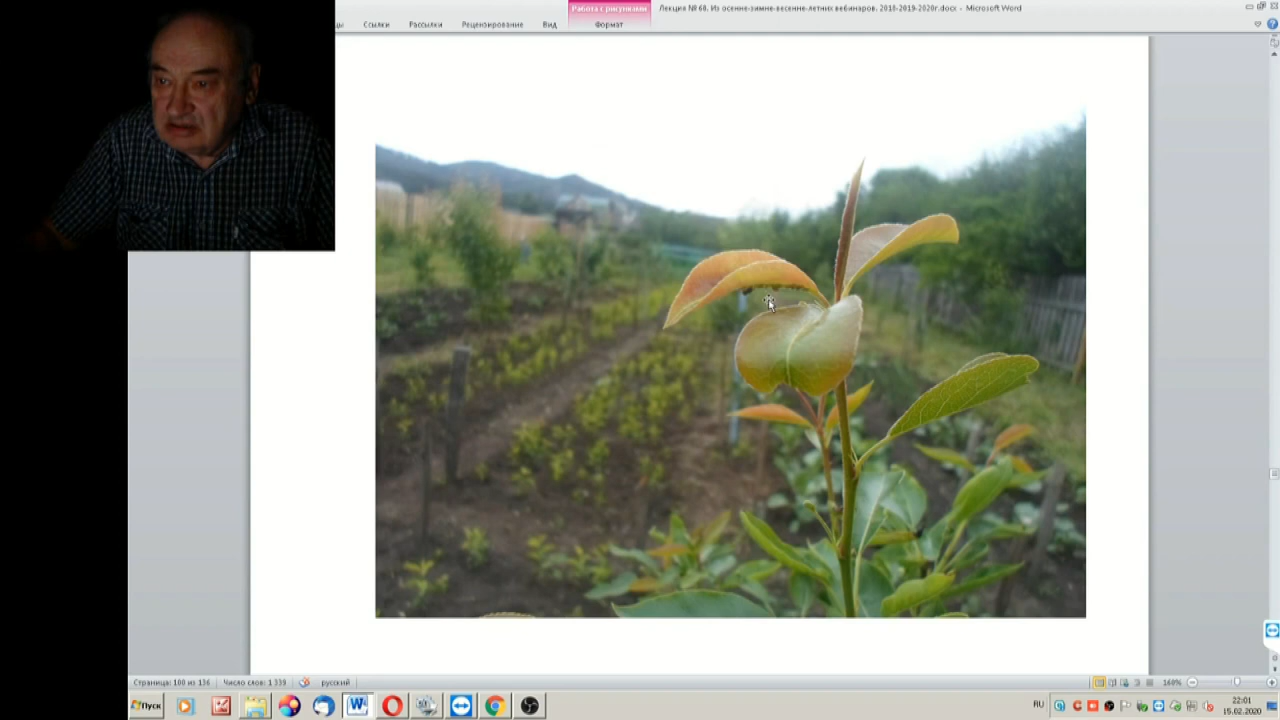 Работа с рисунками
Лекция № 68. Из осенне-зимне-весенне-летних вебинаров. 2018-2019-2020г.docx - Microsoft Word
Ссылки Рассылки Рецензирование Вид Формат
Страница: 100 из 136 Число слов: 1 339 русский 160%
Пуск
RU
22:01
15.02.2020